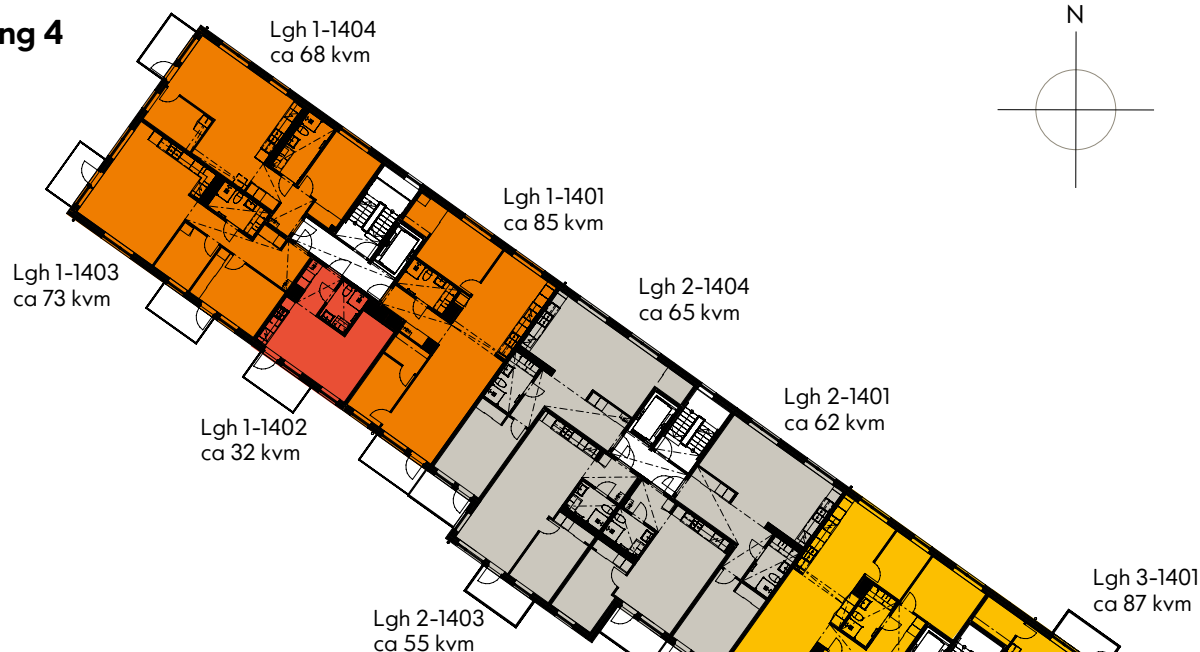 ng 4
N
Lgh 1-1404
ca 68 kvm
Lgh 1-1401
ca 85 kvm
Lgh 1-1403
ca 73 kvm
Lgh 2-1404
ca 65 kvm
Lgh 2-1401
ca 62 kvm
Lgh 1-1402
ca 32 kvm
Lgh 3-1401
ca 87 kvm
Lgh 2-1403
ca 55 kvm